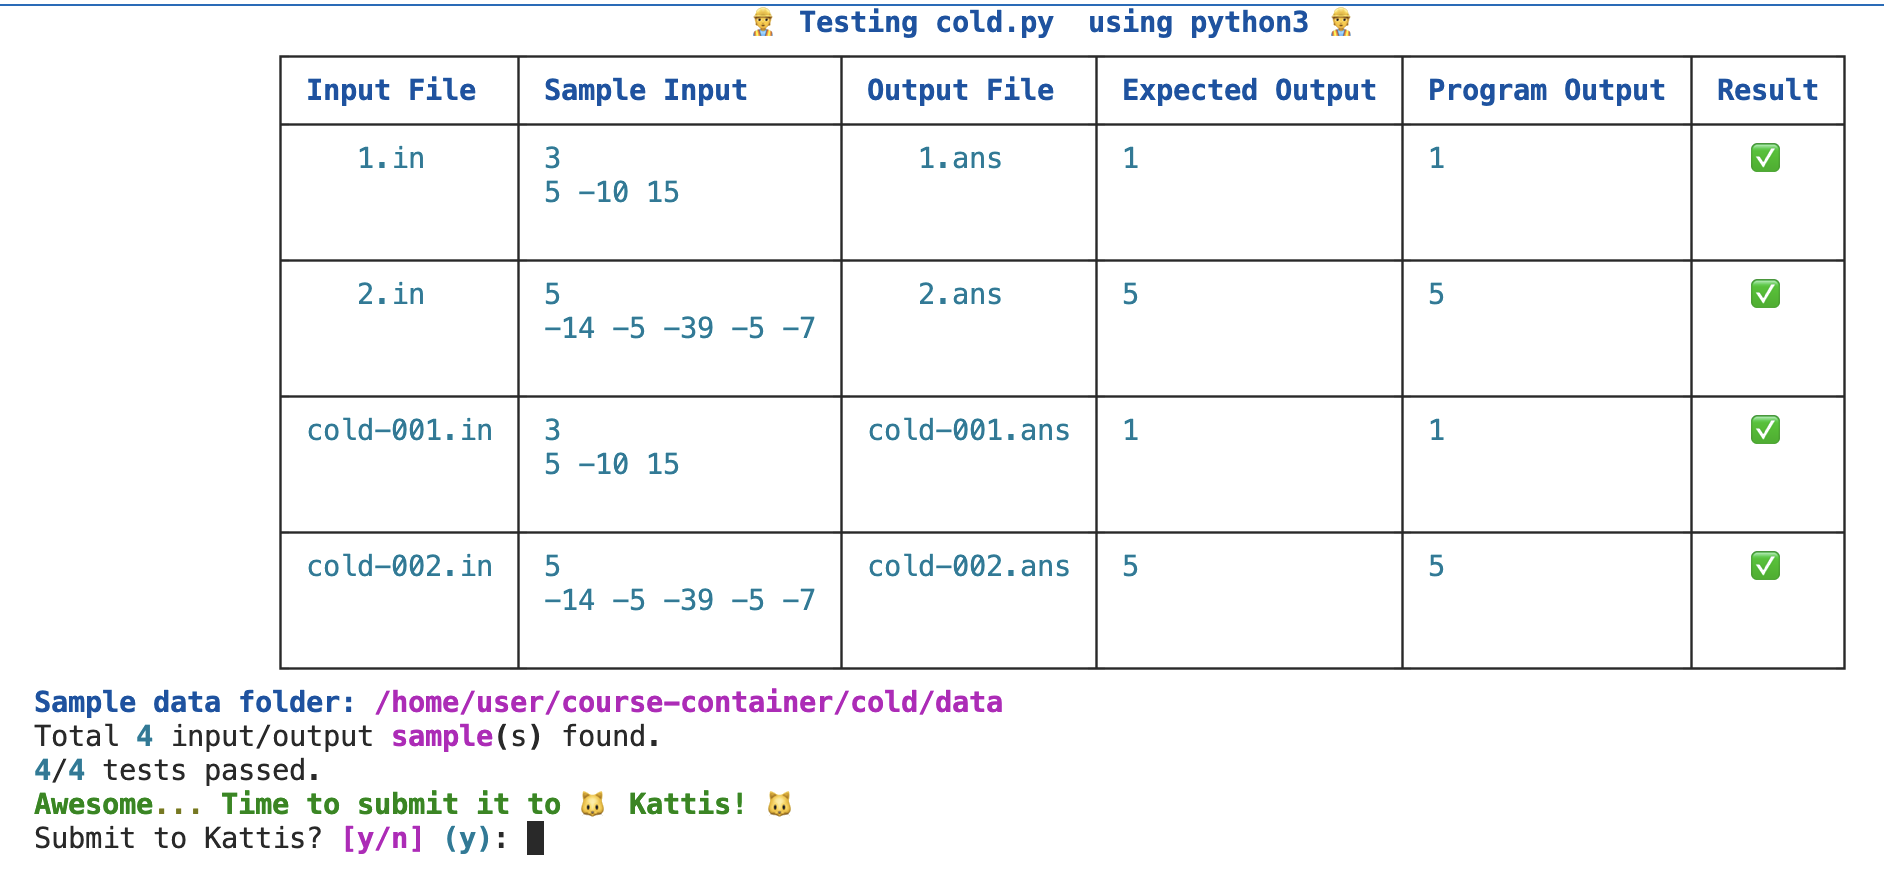 👷 Testing cold.py  using python3 👷
Input File Sample Input Output File Expected Output Program Output Result
1.in 3 1.ans 1 1 ✅
5 -10 15
2.in 5 2.ans 5 5 ✅
-14 -5 -39 -5 -7
cold-001.in 3 cold-001.ans 1 1 ✅
5 -10 15
cold-002.in 5 cold-002.ans 5 5 ✅
-14 -5 -39 -5 -7
Sample data folder: /home/user/course-container/cold/data
Total 4 input/output sample(s) found.
4/4 tests passed.
Awesome... Time to submit it to 🐱 Kattis! 🐱
Submit to Kattis? [y/n] (y):